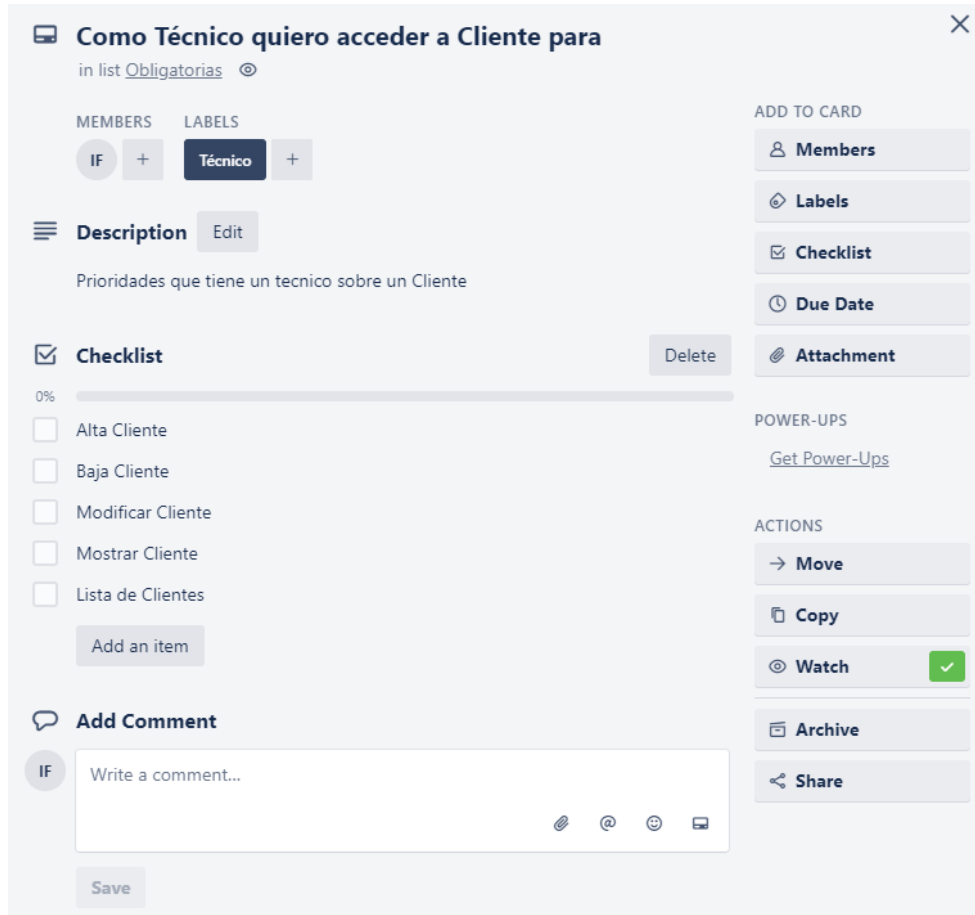 Como Técnico quiero acceder a Cliente para
in list Obligatorias
MEMBERS
LABELS
IF
+
Técnico
+
Description
Edit
Prioridades que tiene un tecnico sobre un Cliente
Checklist
Delete
0%
Alta Cliente
Baja Cliente
Modificar Cliente
Mostrar Cliente
Lista de Clientes
Add an item
Add Comment
IF
Write a comment...
@
Save
ADD TO CARD
Members
Labels
Checklist
Due Date
Attachment
POWER-UPS
Get Power-Ups
ACTIONS
Move
Copy
Watch
Archive
Share